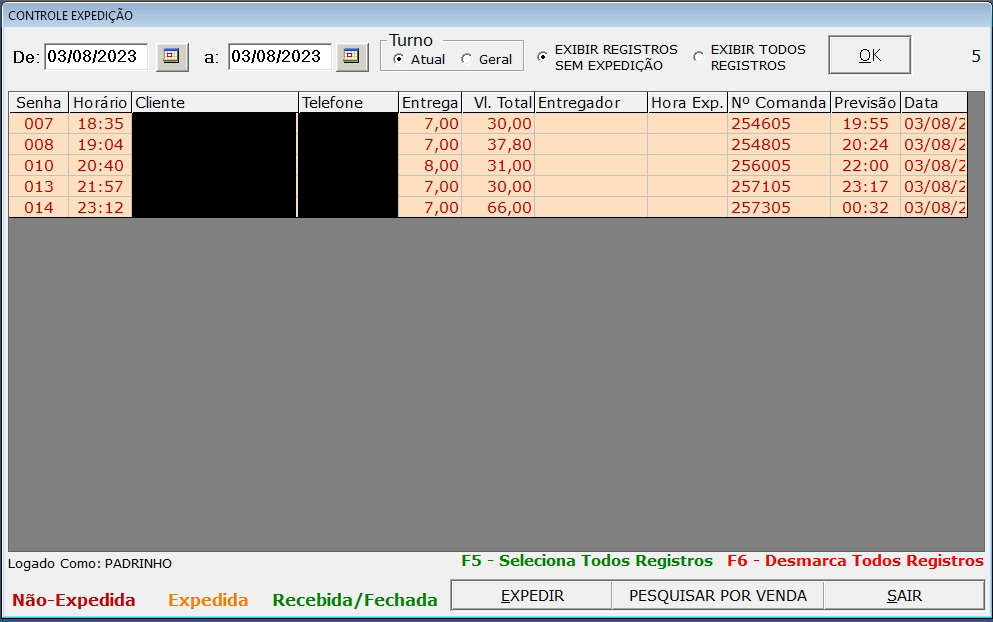 CONTROLE EXPEDIÇÃO
De: 03/08/2023 a: 03/08/2023 Turno Atual Geral EXIBIR REGISTROS SEM EXPEDIÇÃO EXIBIR TODOS REGISTROS OK 5
Senha Horário Cliente Telefone Entrega Vl. Total Entregador Hora Exp. Nº Comanda Previsão Data
007 18:35 7,00 30,00 254605 19:55 03/08/2
008 19:04 7,00 37,80 254805 20:24 03/08/2
010 20:40 8,00 31,00 256005 22:00 03/08/2
013 21:57 7,00 30,00 257105 23:17 03/08/2
014 23:12 7,00 66,00 257305 00:32 03/08/2
Logado Como: PADRINHO F5 - Seleciona Todos Registros F6 - Desmarca Todos Registros
Não-Expedida Expedida Recebida/Fechada EXPEDIR PESQUISAR POR VENDA SAIR